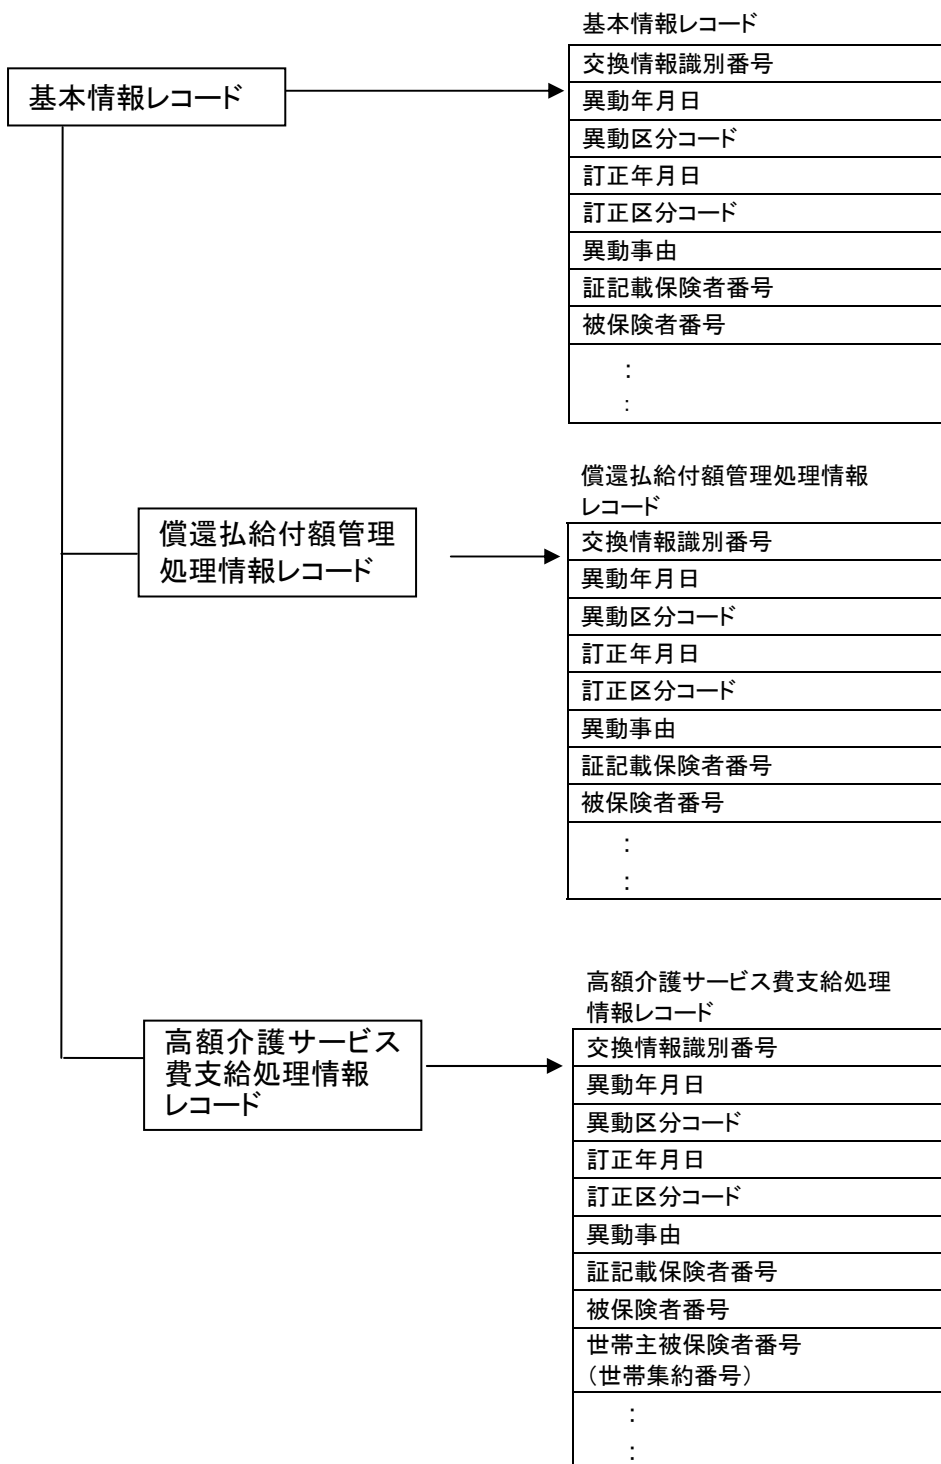 基本情報レコード
基本情報レコード
交換情報識別番号
異動年月日
異動区分コード
訂正年月日
訂正区分コード
異動事由
証記載保険者番号
被保険者番号
:
:
償還払給付額管理
処理情報レコード
償還払給付額管理処理情報
レコード
交換情報識別番号
異動年月日
異動区分コード
訂正年月日
訂正区分コード
異動事由
証記載保険者番号
被保険者番号
:
:
高額介護サービス
費支給処理情報
レコード
高額介護サービス費支給処理
情報レコード
交換情報識別番号
異動年月日
異動区分コード
訂正年月日
訂正区分コード
異動事由
証記載保険者番号
被保険者番号
世帯主被保険者番号
（世帯集約番号）
:
: